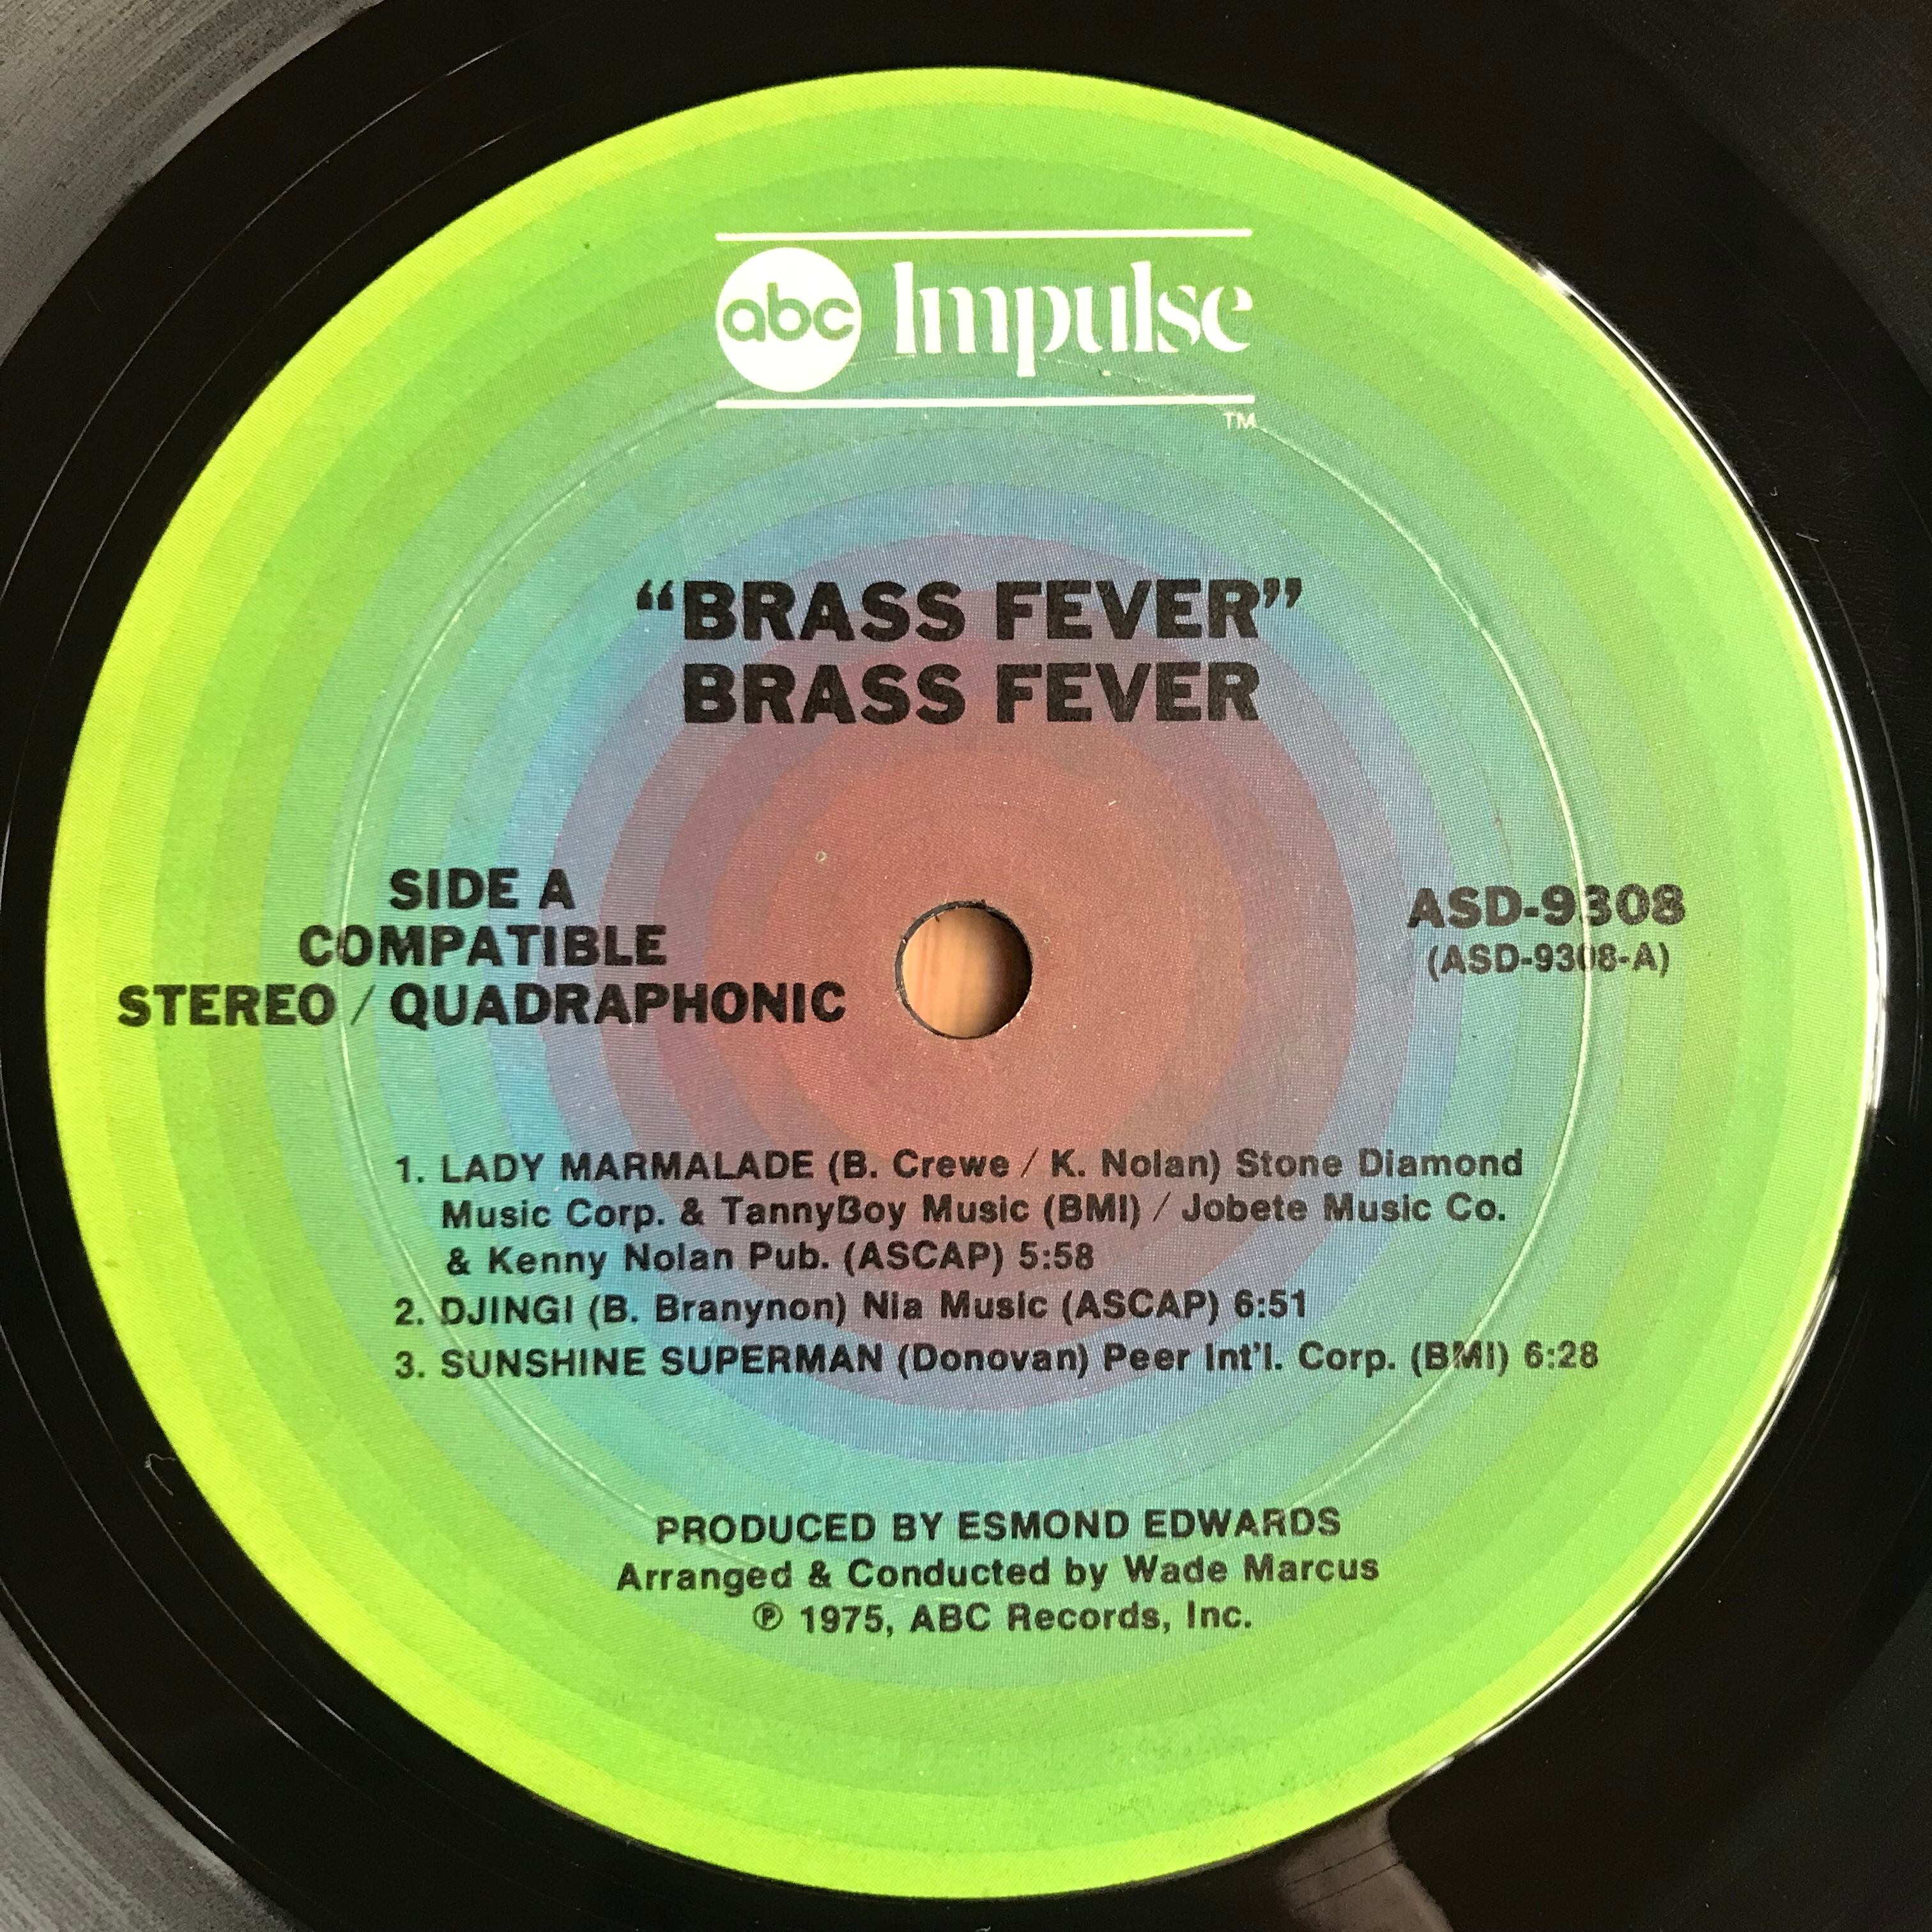 abc Impulse
TM
“BRASS FEVER”
BRASS FEVER
SIDE A
COMPATIBLE
STEREO / QUADRAPHONIC
ASD-9308
(ASD-9308-A)
1. LADY MARMALADE (B. Crewe / K. Nolan) Stone Diamond
Music Corp. & TannyBoy Music (BMI) / Jobete Music Co.
& Kenny Nolan Pub. (ASCAP) 5:58
2. DJINGI (B. Branynon) Nia Music (ASCAP) 6:51
3. SUNSHINE SUPERMAN (Donovan) Peer Int'l. Corp. (BMI) 6:28
PRODUCED BY ESMOND EDWARDS
Arranged & Conducted by Wade Marcus
℗ 1975, ABC Records, Inc.